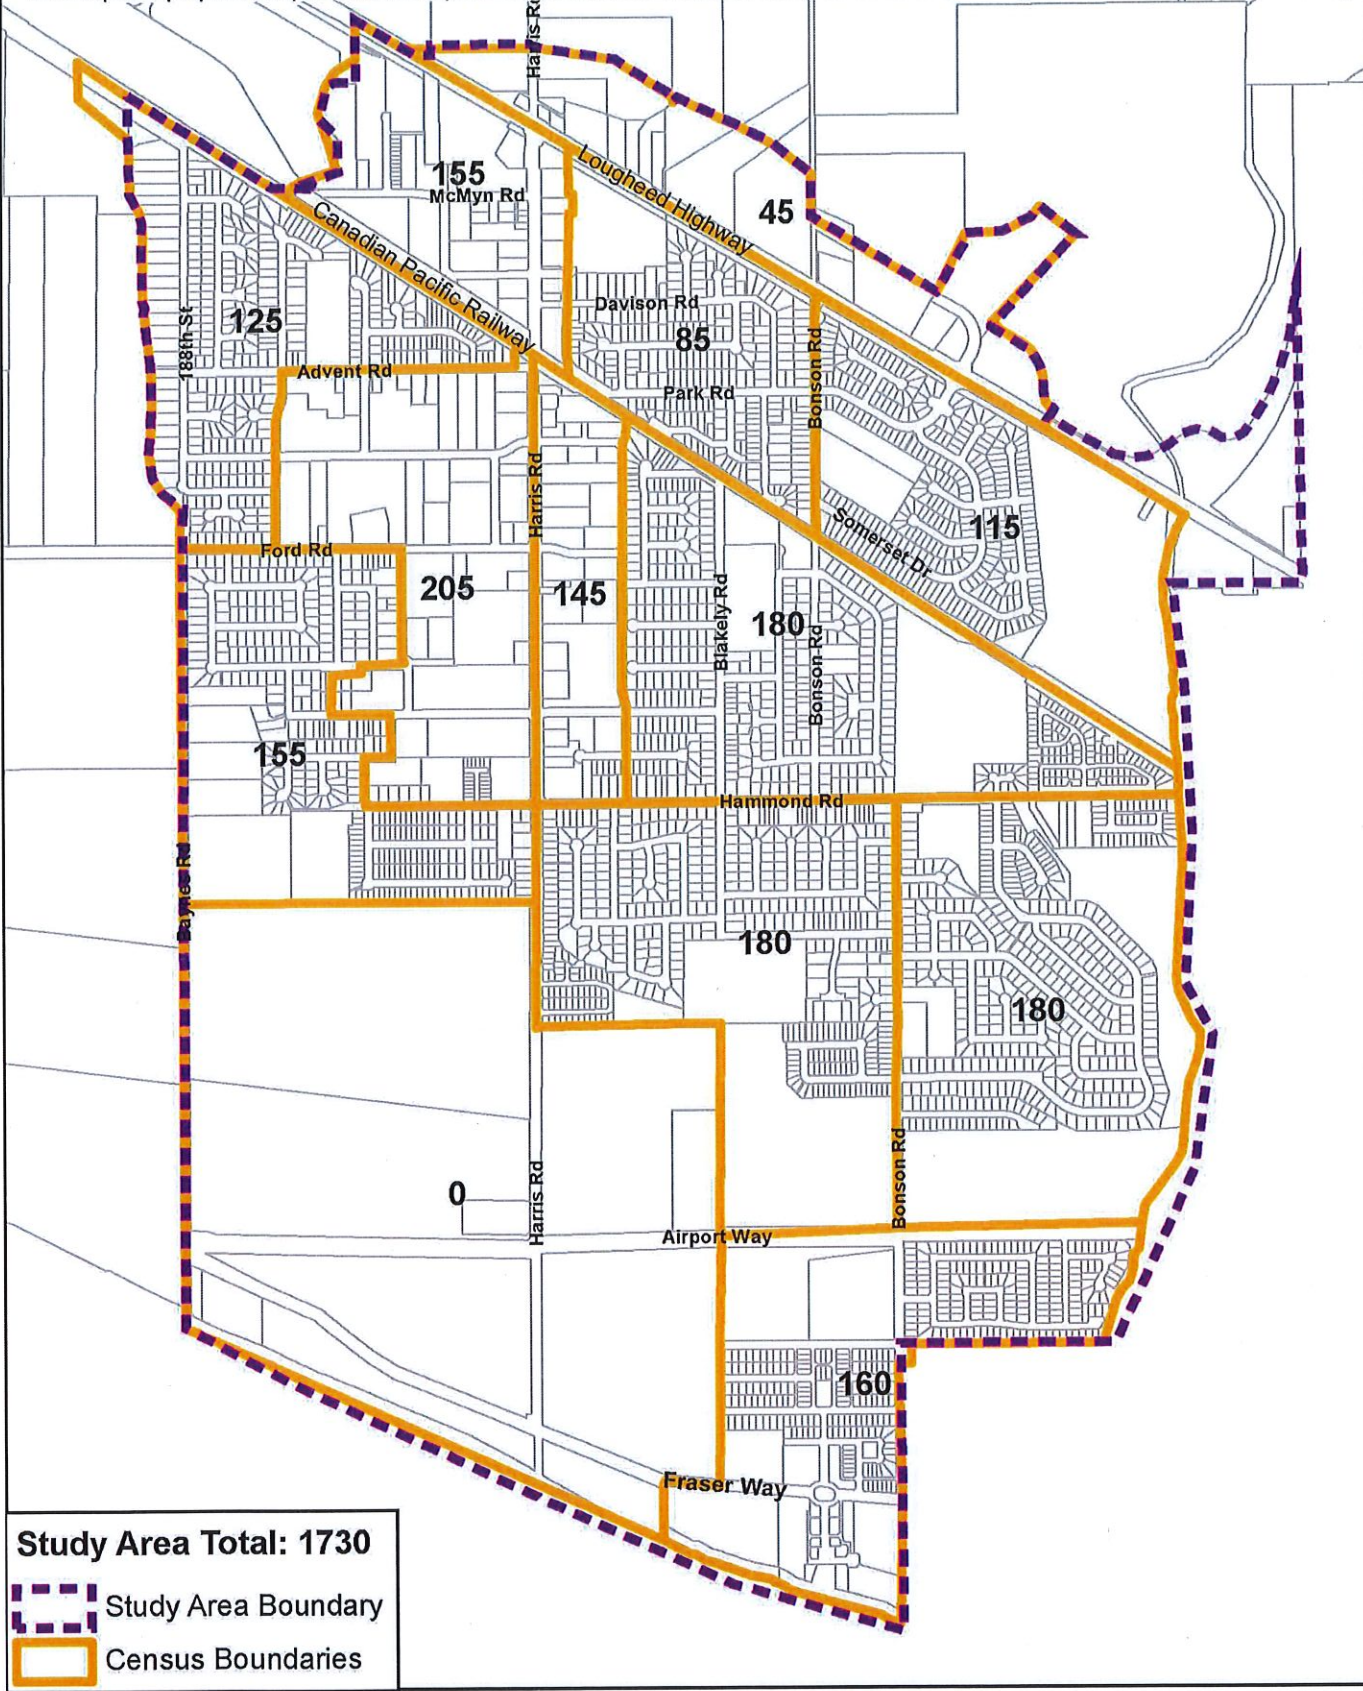 Harris Rd
155
McMyn Rd
Lougheed Highway
45
Canadian Pacific Railway
125
188th St
Davison Rd
85
Bonson Rd
Advent Rd
Park Rd
Harris Rd
Somerset Dr
115
Ford Rd
205
145
Blakely Rd
180
Bonson Rd
155
Hammond Rd
Baynes Rd
180
180
0
Harris Rd
Bonson Rd
Airport Way
160
Fraser Way
Study Area Total: 1730
Study Area Boundary
Census Boundaries